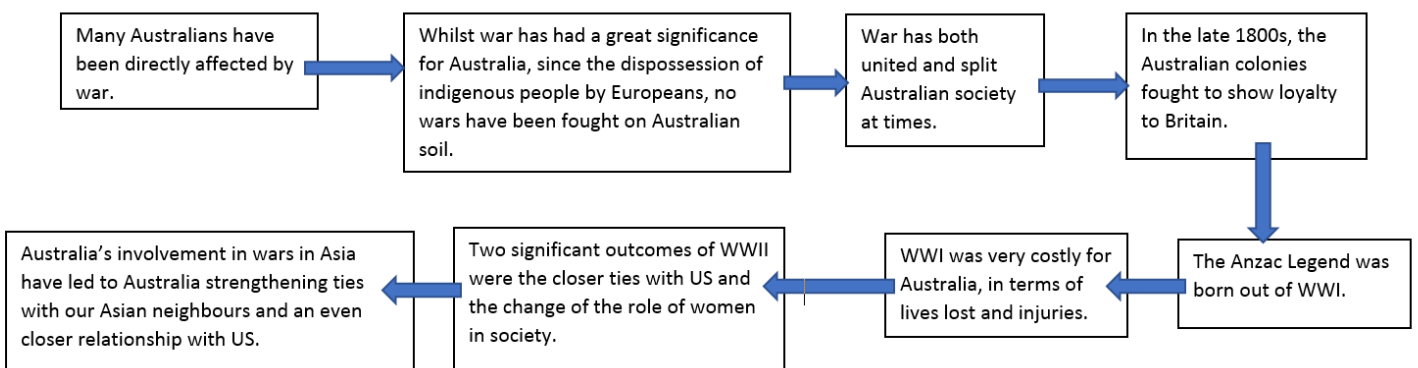 Many Australians have
been directly affected by
war.
Whilst war has had a great significance
for Australia, since the dispossession of
indigenous people by Europeans, no
wars have been fought on Australian
soil.
War has both
united and split
Australian society
at times.
In the late 1800s, the
Australian colonies
fought to show loyalty
to Britain.
The Anzac Legend was
born out of WWI.
WWI was very costly for
Australia, in terms of
lives lost and injuries.
Two significant outcomes of WWII
were the closer ties with US and
the change of the role of women
in society.
Australia’s involvement in wars in Asia
have led to Australia strengthening ties
with our Asian neighbours and an even
closer relationship with US.